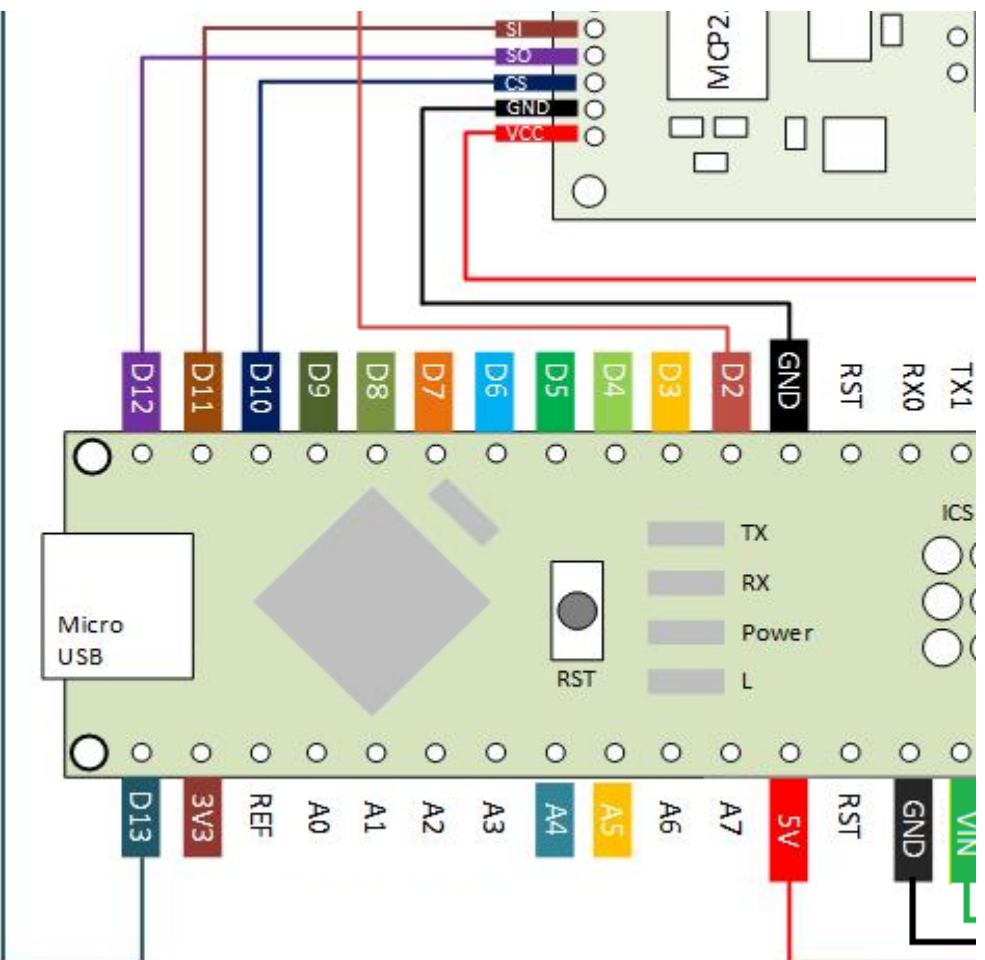 SI
SO
CS
GND
VCC
MCP2
D12
D11
D10
D9
D8
D7
D6
D5
D4
D3
D2
GND
RST
RX0
TX1
ICS
TX
RX
Power
L
Micro
USB
RST
D13
3V3
REF
A0
A1
A2
A3
A4
A5
A6
A7
5V
RST
GND
VIN